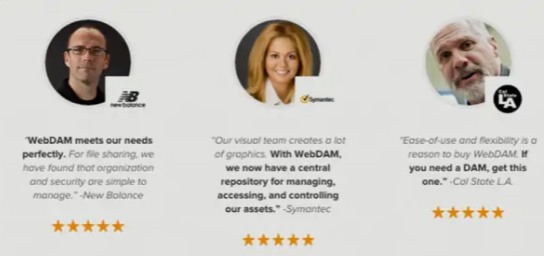 new balance
"WebDAM meets our needs
perfectly. For file sharing, we
have found that organization
and security are simple to
manage." -New Balance
Symantec
"Our visual team creates a lot
of graphics. With WebDAM,
we now have a central
repository for managing,
accessing, and controlling
our assets." -Symantec
Cal State
LA
"Ease-of-use and flexibility is a
reason to buy WebDAM. If
you need a DAM, get this
one." -Cal State L.A.